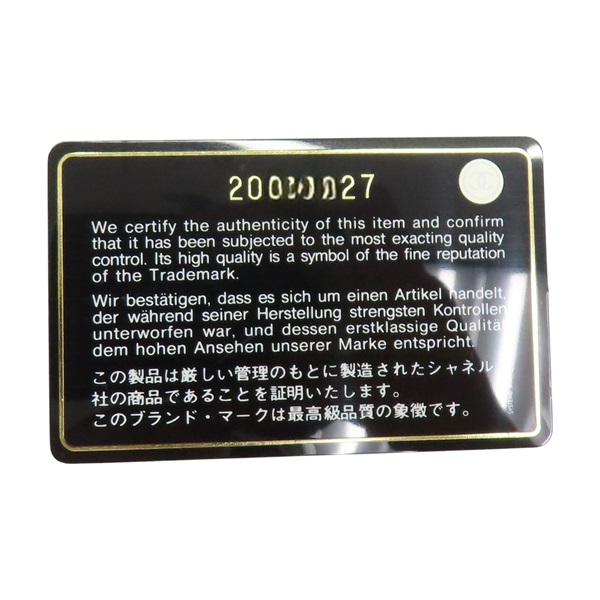 We certify the authenticity of this item and confirm
that it has been subjected to the most exacting quality
control. Its high quality is a symbol of the fine reputation
of the Trademark.
Wir bestätigen, dass es sich um einen Artikel handelt,
der während seiner Herstellung strengsten Kontrollen
unterworfen war, und dessen erstklassige Qualität
dem hohen Ansehen unserer Marke entspricht.
この製品は厳しい管理のもとに製造されたシャネル
社の商品であることを証明いたします。
このブランド・マークは最高級品質の象徴です。